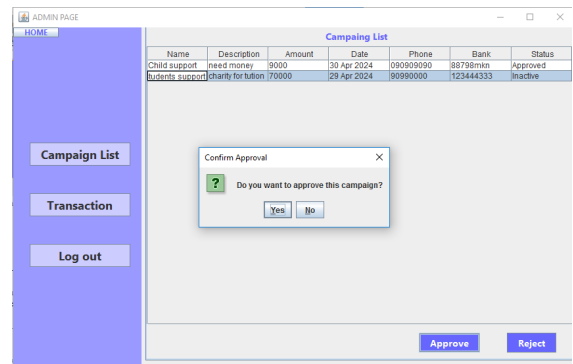 ADMIN PAGE
HOME
Campaing List
Name Description Amount Date Phone Bank Status
Child support need money 9000 30 Apr 2024 090909090 88798mkn Approved
tudents support charity for tution 70000 29 Apr 2024 90990000 123444333 Inactive
Campaign List
Transaction
Log out
Confirm Approval
Do you want to approve this campaign?
Yes No
Approve Reject